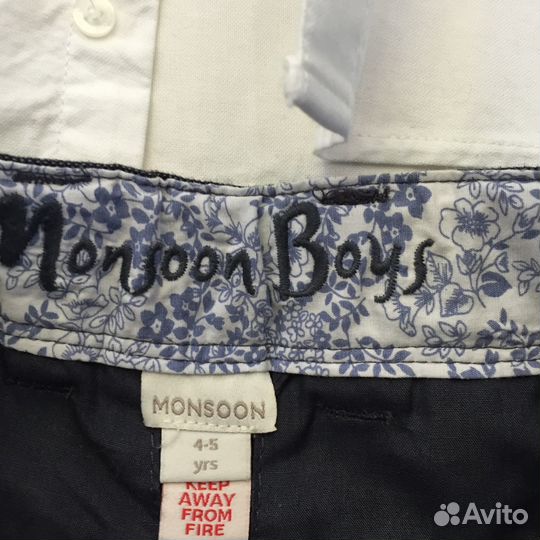 Monsoon Boys
MONSOON
4-5
yrs
KEEP
AWAY
FROM
FIRE
Avito